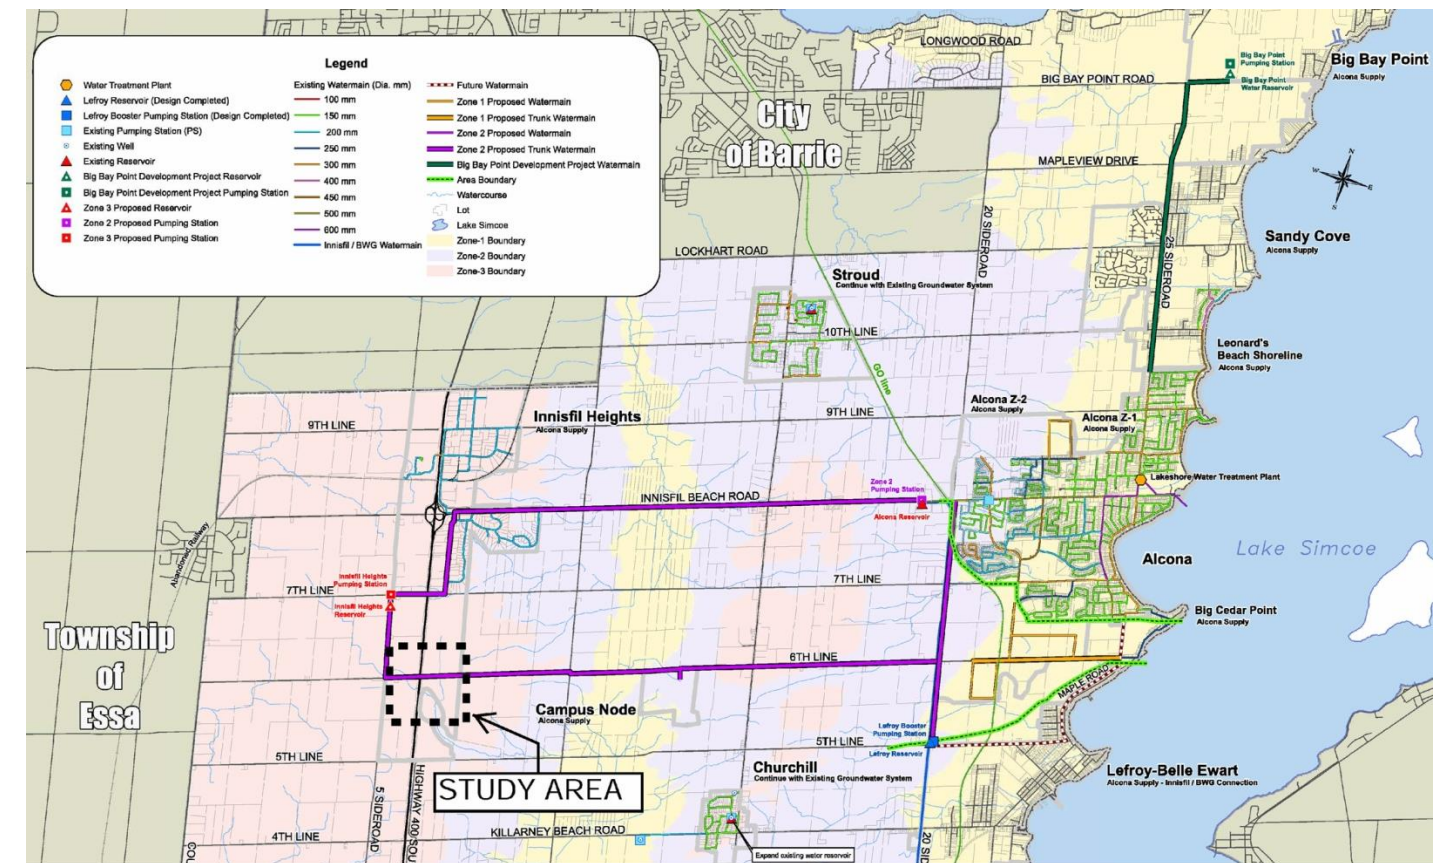 Legend
Water Treatment Plant
Lefroy Reservoir (Design Completed)
Lefroy Booster Pumping Station (Design Completed)
Existing Pumping Station (PS)
Existing Well
Existing Reservoir
Big Bay Point Development Project Reservoir
Big Bay Point Development Project Pumping Station
Zone 3 Proposed Reservoir
Zone 2 Proposed Pumping Station
Zone 3 Proposed Pumping Station
Existing Watermain (Dia. mm)
100 mm
150 mm
200 mm
250 mm
300 mm
400 mm
450 mm
500 mm
600 mm
Innisfil / BWG Watermain
Future Watermain
Zone 1 Proposed Watermain
Zone 1 Proposed Trunk Watermain
Zone 2 Proposed Watermain
Zone 2 Proposed Trunk Watermain
Big Bay Point Development Project Watermain
Area Boundary
Watercourse
Lot
Lake Simcoe
Zone-1 Boundary
Zone-2 Boundary
Zone-3 Boundary
LONGWOOD ROAD
Big Bay Point
Pumping Station
Big Bay Point
Alcona Supply
BIG BAY POINT ROAD
Big Bay Point
Water Reservoir
City
of Barrie
MAPLEVIEW DRIVE
N
W
E
S
20 SIDEROAD
25 SIDEROAD
Sandy Cove
Alcona Supply
LOCKHART ROAD
Stroud
Continue with Existing Groundwater System
10TH LINE
Leonard's
Beach Shoreline
Alcona Supply
GO line
Alcona Z-2
Alcona Supply
Alcona Z-1
Alcona Supply
9TH LINE
Innisfil Heights
Alcona Supply
9TH LINE
Lakeshore Water Treatment Plant
Zone 2
Pumping Station
INNISFIL BEACH ROAD
Alcona Reservoir
Abandoned Railway
Lake Simcoe
Alcona
Innisfil Heights
Pumping Station
7TH LINE
7TH LINE
Innisfil Heights
Reservoir
Big Cedar Point
Alcona Supply
Township
of
Essa
6TH LINE
MAPLE ROAD
Campus Node
Alcona Supply
Lefroy Booster
Pumping Station
5TH LINE
Lefroy Reservoir
5TH LINE
Churchill
Continue with Existing Groundwater System
Lefroy-Belle Ewart
Alcona Supply - Innisfil / BWG Connection
STUDY AREA
5 SIDEROAD
HIGHWAY 400/SOU
4TH LINE
KILLARNEY BEACH ROAD
20 SID
COU
Expand existing water reservoir